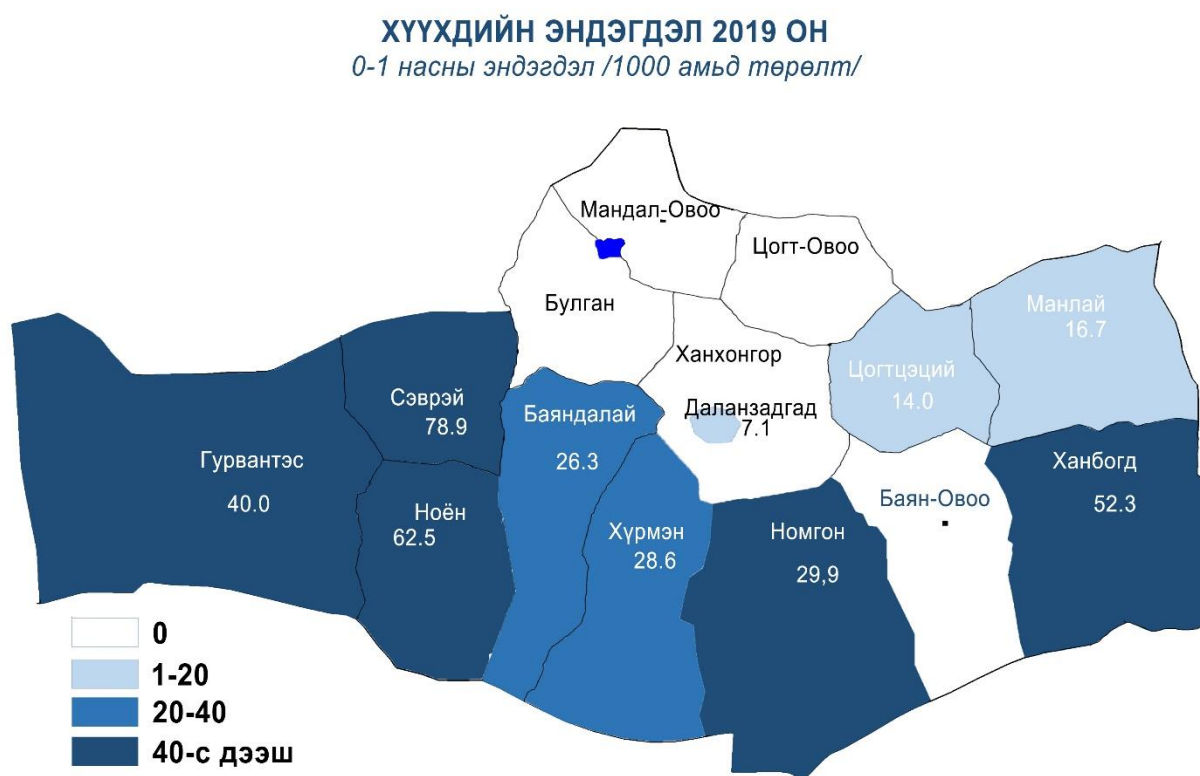 ХҮҮХДИЙН ЭНДЭГДЭЛ 2019 ОН
0-1 насны эндэгдэл /1000 амьд төрөлт/
Мандал-Овоо
Цогт-Овоо
Булган
Манлай
16.7
Ханхонгор
Цогтцэций
14.0
Сэврэй
78.9
Баяндалай
26.3
Даланзадгад
7.1
Гурвантэс
40.0
Ноён
62.5
Хүрмэн
28.6
Номгон
29,9
Баян-Овоо
Ханбогд
52.3
0
1-20
20-40
40-с дээш